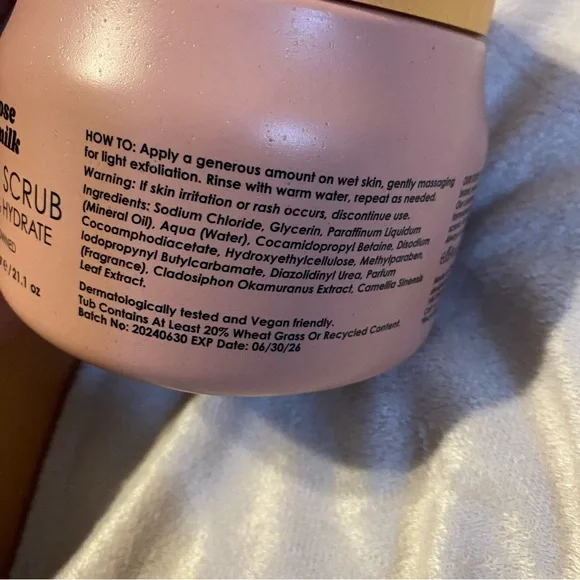 milk
SCRUB
HYDRATE
21.1 oz
HOW TO: Apply a generous amount on wet skin, gently massaging
for light exfoliation. Rinse with warm water, repeat as needed.
Warning: If skin irritation or rash occurs, discontinue use.
Ingredients: Sodium Chloride, Glycerin, Paraffinum Liquidum
(Mineral Oil), Aqua (Water), Cocamidopropyl Betaine, Disodium
Cocoamphodiacetate, Hydroxyethylcellulose, Methylparaben,
Iodopropynyl Butylcarbamate, Diazolidinyl Urea, Parfum
(Fragrance), Cladosiphon Okamuranus Extract, Camellia Sinensis
Leaf Extract.
Dermatologically tested and Vegan friendly.
Tub Contains At Least 20% Wheat Grass Or Recycled Content.
Batch No: 20240630 EXP Date: 06/30/26